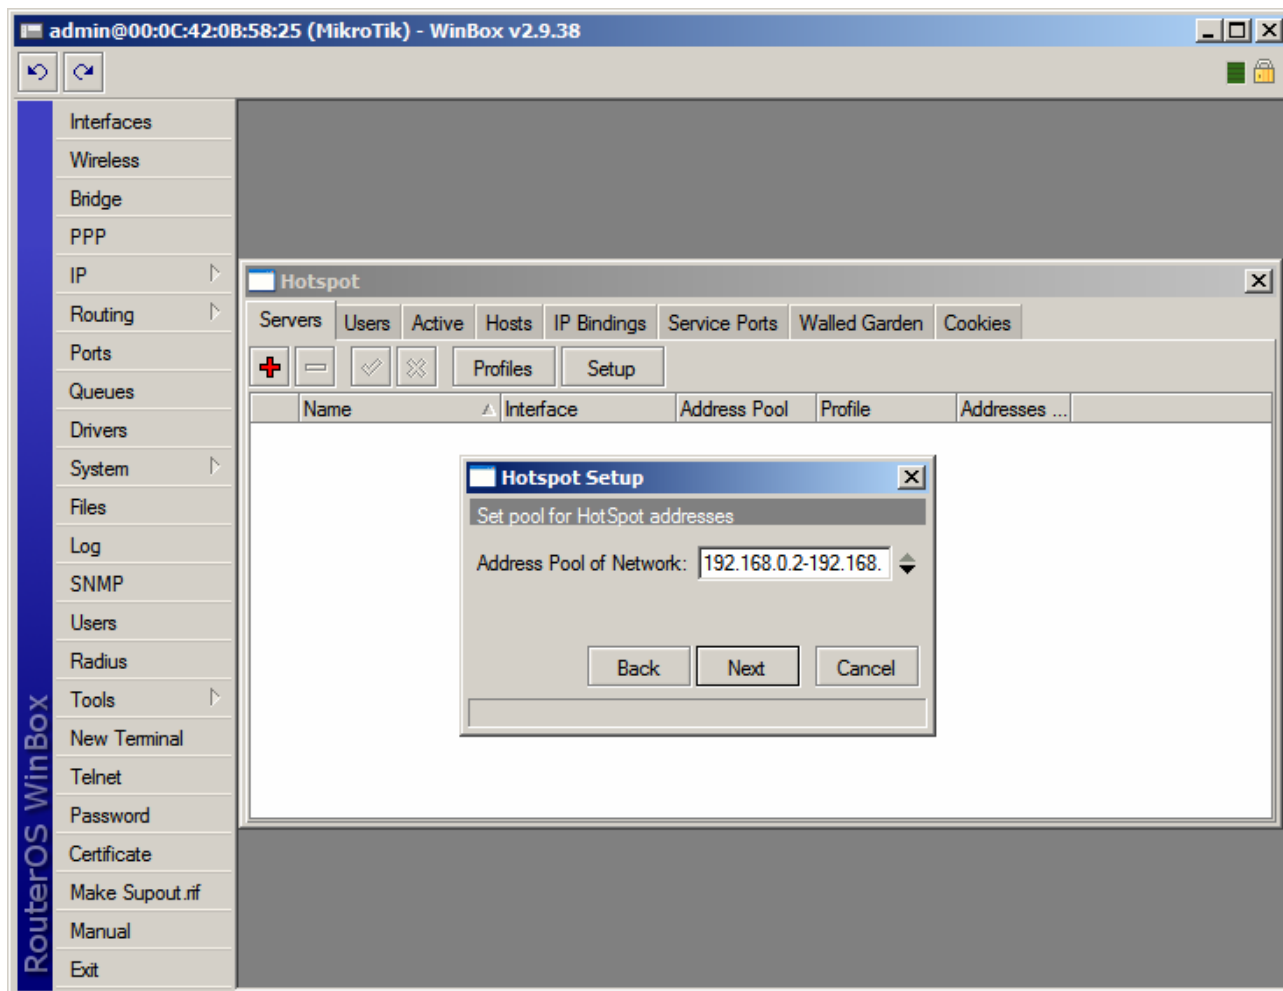 admin@00:0C:42:0B:58:25 (MikroTik) - WinBox v2.9.38
RouterOS WinBox
Interfaces
Wireless
Bridge
PPP
IP
Routing
Ports
Queues
Drivers
System
Files
Log
SNMP
Users
Radius
Tools
New Terminal
Telnet
Password
Certificate
Make Supout.rif
Manual
Exit
Hotspot
Servers Users Active Hosts IP Bindings Service Ports Walled Garden Cookies
Profiles Setup
Name Interface Address Pool Profile Addresses ...
Hotspot Setup
Set pool for HotSpot addresses
Address Pool of Network: 192.168.0.2-192.168.
Back Next Cancel